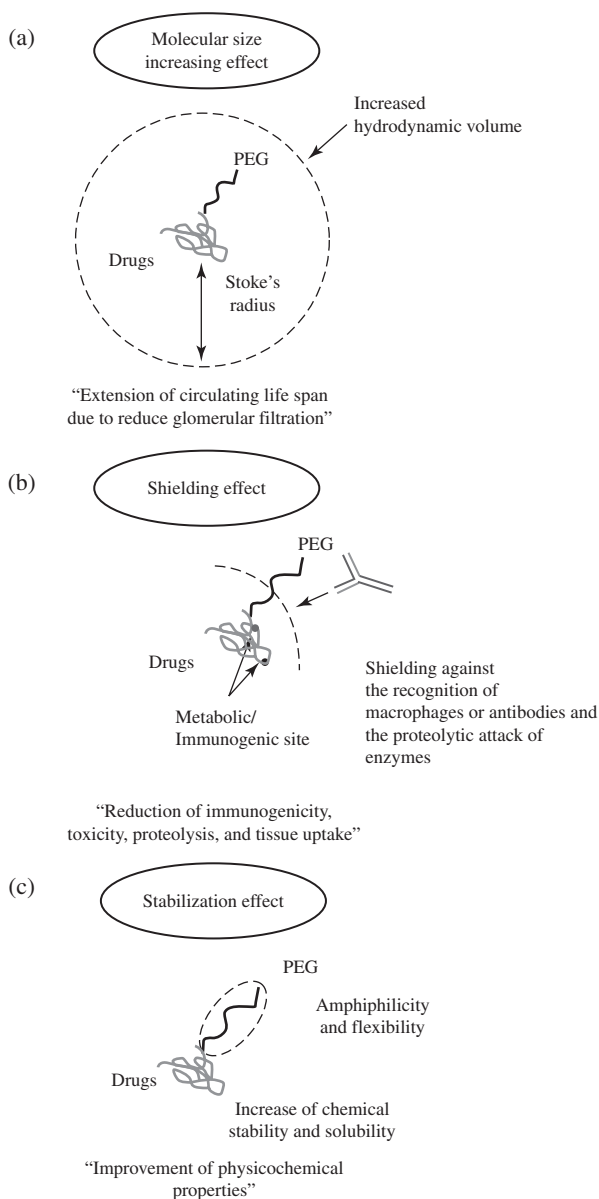 (a)
Molecular size
increasing effect
Increased
hydrodynamic volume
PEG
Drugs
Stoke’s
radius
“Extension of circulating life span
due to reduce glomerular filtration”
(b)
Shielding effect
PEG
Drugs
Metabolic/
Immunogenic site
Shielding against
the recognition of
macrophages or antibodies and
the proteolytic attack of
enzymes
“Reduction of immunogenicity,
toxicity, proteolysis, and tissue uptake”
(c)
Stabilization effect
PEG
Amphiphilicity
and flexibility
Drugs
Increase of chemical
stability and solubility
“Improvement of physicochemical
properties”